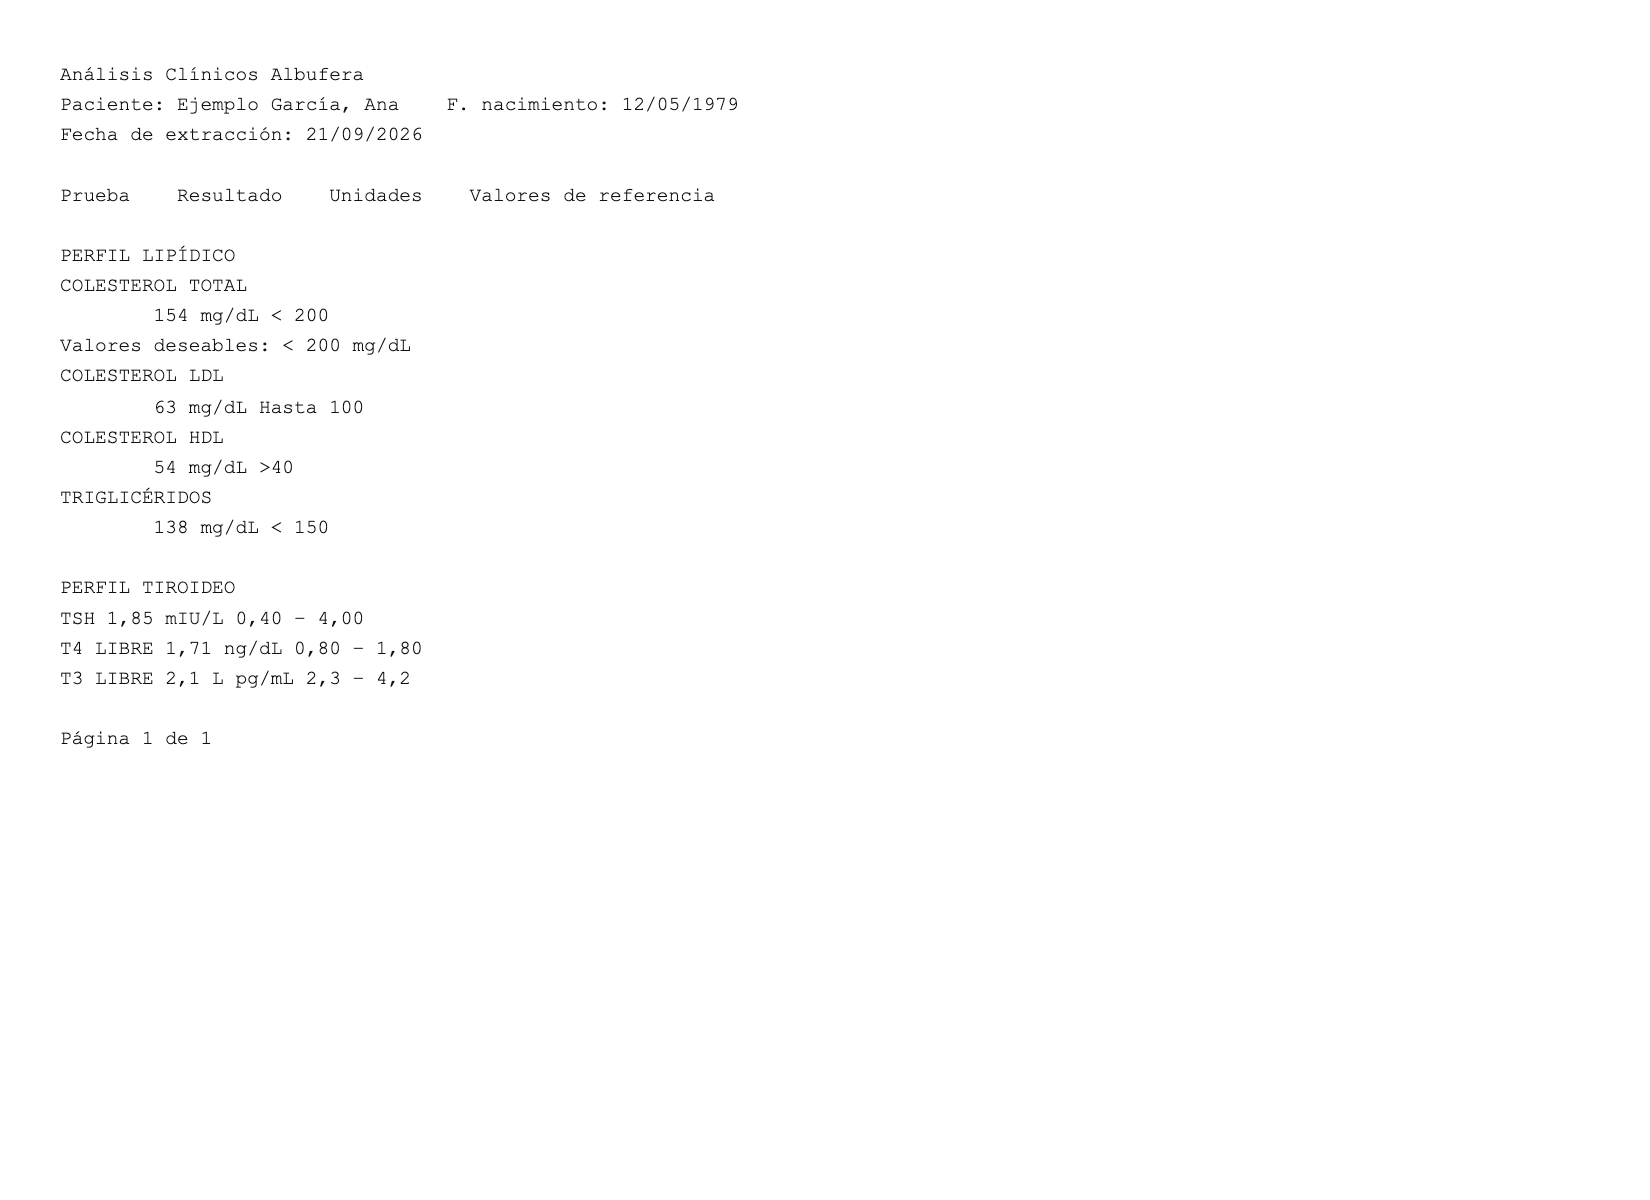 Análisis Clínicos Albufera
Paciente: Ejemplo García, Ana    F. nacimiento: 12/05/1979
Fecha de extracción: 21/09/2026
Prueba    Resultado    Unidades    Valores de referencia
PERFIL LIPÍDICO
COLESTEROL TOTAL
154 mg/dL < 200
Valores deseables: < 200 mg/dL
COLESTEROL LDL
63 mg/dL Hasta 100
COLESTEROL HDL
54 mg/dL >40
TRIGLICÉRIDOS
138 mg/dL < 150
PERFIL TIROIDEO
TSH 1,85 mIU/L 0,40 – 4,00
T4 LIBRE 1,71 ng/dL 0,80 – 1,80
T3 LIBRE 2,1 L pg/mL 2,3 – 4,2
Página 1 de 1